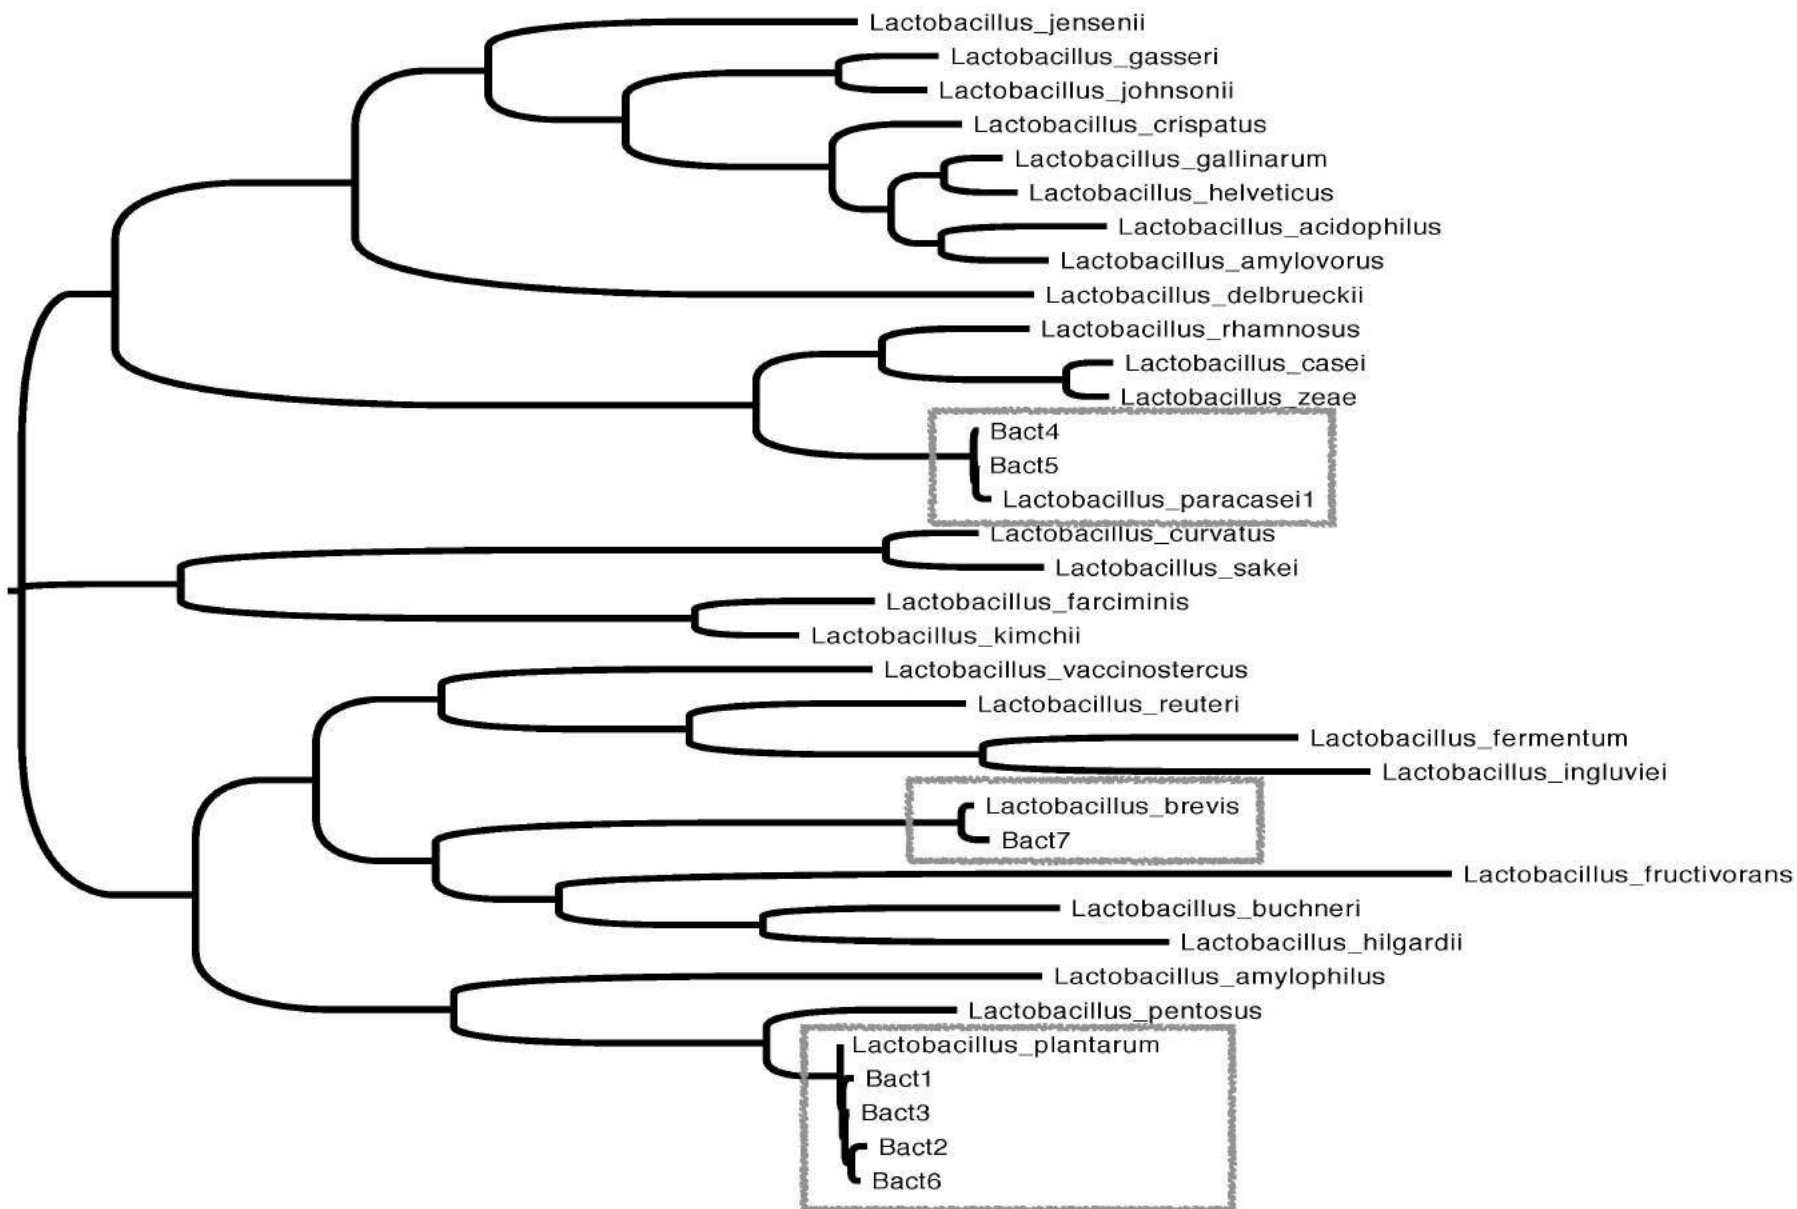 Lactobacillus_jensenii
Lactobacillus_gasseri
Lactobacillus_johnsonii
Lactobacillus_crispatus
Lactobacillus_gallinarum
Lactobacillus_helveticus
Lactobacillus_acidophilus
Lactobacillus_amylovorus
Lactobacillus_delbrueckii
Lactobacillus_rhamnosus
Lactobacillus_casei
Lactobacillus_zeae
Bact4
Bact5
Lactobacillus_paracasei1
Lactobacillus_curvatus
Lactobacillus_sakei
Lactobacillus_farciminis
Lactobacillus_kimchii
Lactobacillus_vaccinostercus
Lactobacillus_reuteri
Lactobacillus_fermentum
Lactobacillus_ingluviei
Lactobacillus_brevis
Bact7
Lactobacillus_fructivorans
Lactobacillus_buchneri
Lactobacillus_hilgardii
Lactobacillus_amylophilus
Lactobacillus_pentosus
Lactobacillus_plantarum
Bact1
Bact3
Bact2
Bact6